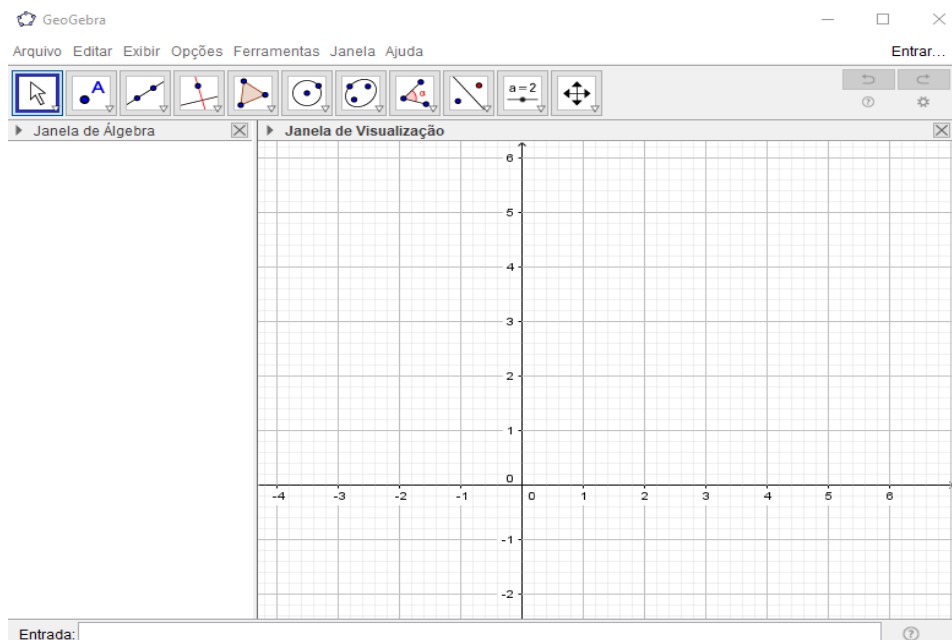 GeoGebra
Arquivo Editar Exibir Opções Ferramentas Janela Ajuda Entrar...
A α a=2
Janela de Álgebra Janela de Visualização
6
5
4
3
2
1
0
-4 -3 -2 -1 0 1 2 3 4 5 6
-1
-2
Entrada: